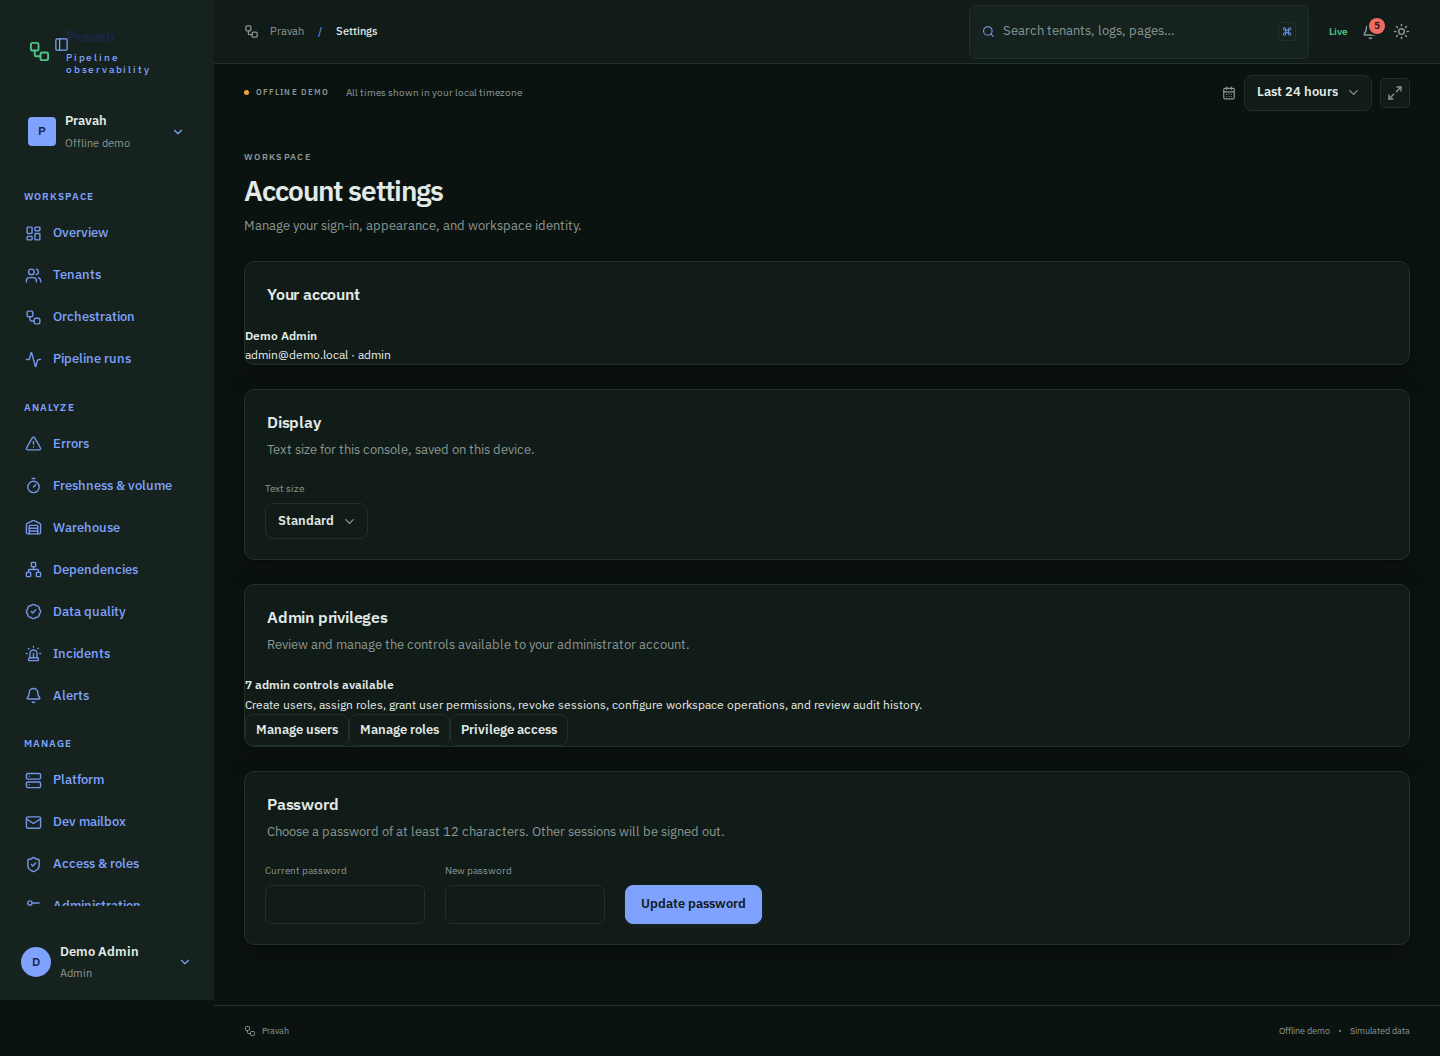 Pravah
Pipeline
observability
P
Pravah
Offline demo
WORKSPACE
Overview
Tenants
Orchestration
Pipeline runs
ANALYZE
Errors
Freshness & volume
Warehouse
Dependencies
Data quality
Incidents
Alerts
MANAGE
Platform
Dev mailbox
Access & roles
Administration
D
Demo Admin
Admin
Pravah / Settings
Search tenants, logs, pages...
⌘
Live
5
OFFLINE DEMO
All times shown in your local timezone
Last 24 hours
WORKSPACE
Account settings
Manage your sign-in, appearance, and workspace identity.
Your account
Demo Admin
admin@demo.local · admin
Display
Text size for this console, saved on this device.
Text size
Standard
Admin privileges
Review and manage the controls available to your administrator account.
7 admin controls available
Create users, assign roles, grant user permissions, revoke sessions, configure workspace operations, and review audit history.
Manage users
Manage roles
Privilege access
Password
Choose a password of at least 12 characters. Other sessions will be signed out.
Current password
New password
Update password
Pravah
Offline demo • Simulated data